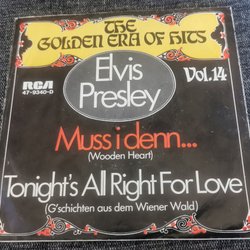 THE
GOLDEN ERA OF HITS
Elvis
Presley
Vol.14
RCA
47-9340-D
Muss i denn...
(Wooden Heart)
Tonight's All Right For Love
(G'schichten aus dem Wiener Wald)